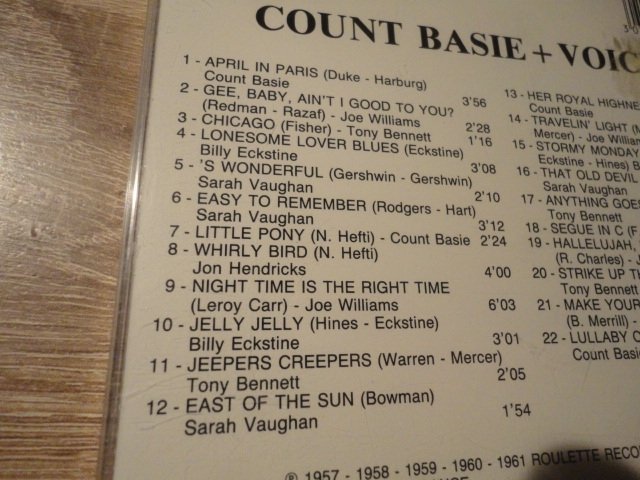 COUNT BASIE + VOIC
1 - APRIL IN PARIS (Duke - Harburg)
Count Basie 3'56
2 - GEE, BABY, AIN'T I GOOD TO YOU?
(Redman - Razaf) - Joe Williams 2'28
3 - CHICAGO (Fisher) - Tony Bennett 1'16
4 - LONESOME LOVER BLUES (Eckstine)
Billy Eckstine 3'08
5 - 'S WONDERFUL (Gershwin - Gershwin)
Sarah Vaughan 2'10
6 - EASY TO REMEMBER (Rodgers - Hart)
Sarah Vaughan 3'12
7 - LITTLE PONY (N. Hefti) - Count Basie 2'24
8 - WHIRLY BIRD (N. Hefti)
Jon Hendricks 4'00
9 - NIGHT TIME IS THE RIGHT TIME
(Leroy Carr) - Joe Williams 6'03
10 - JELLY JELLY (Hines - Eckstine)
Billy Eckstine 3'01
11 - JEEPERS CREEPERS (Warren - Mercer)
Tony Bennett 2'05
12 - EAST OF THE SUN (Bowman)
Sarah Vaughan 1'54
13 - HER ROYAL HIGHNE
Count Basie
14 - TRAVELIN' LIGHT
Mercer) - Joe William
15 - STORMY MONDAY
Eckstine - Hines) B
16 - THAT OLD DEVIL
Sarah Vaughan
17 - ANYTHING GOES
Tony Bennett
18 - SEGUE IN C (F
19 - HALLELUJAH,
(R. Charles) - J
20 - STRIKE UP TH
Tony Bennett
21 - MAKE YOUR
(B. Merrill) -
22 - LULLABY O
Count Basi
℗ 1957 - 1958 - 1959 - 1960 - 1961 ROULETTE RECO